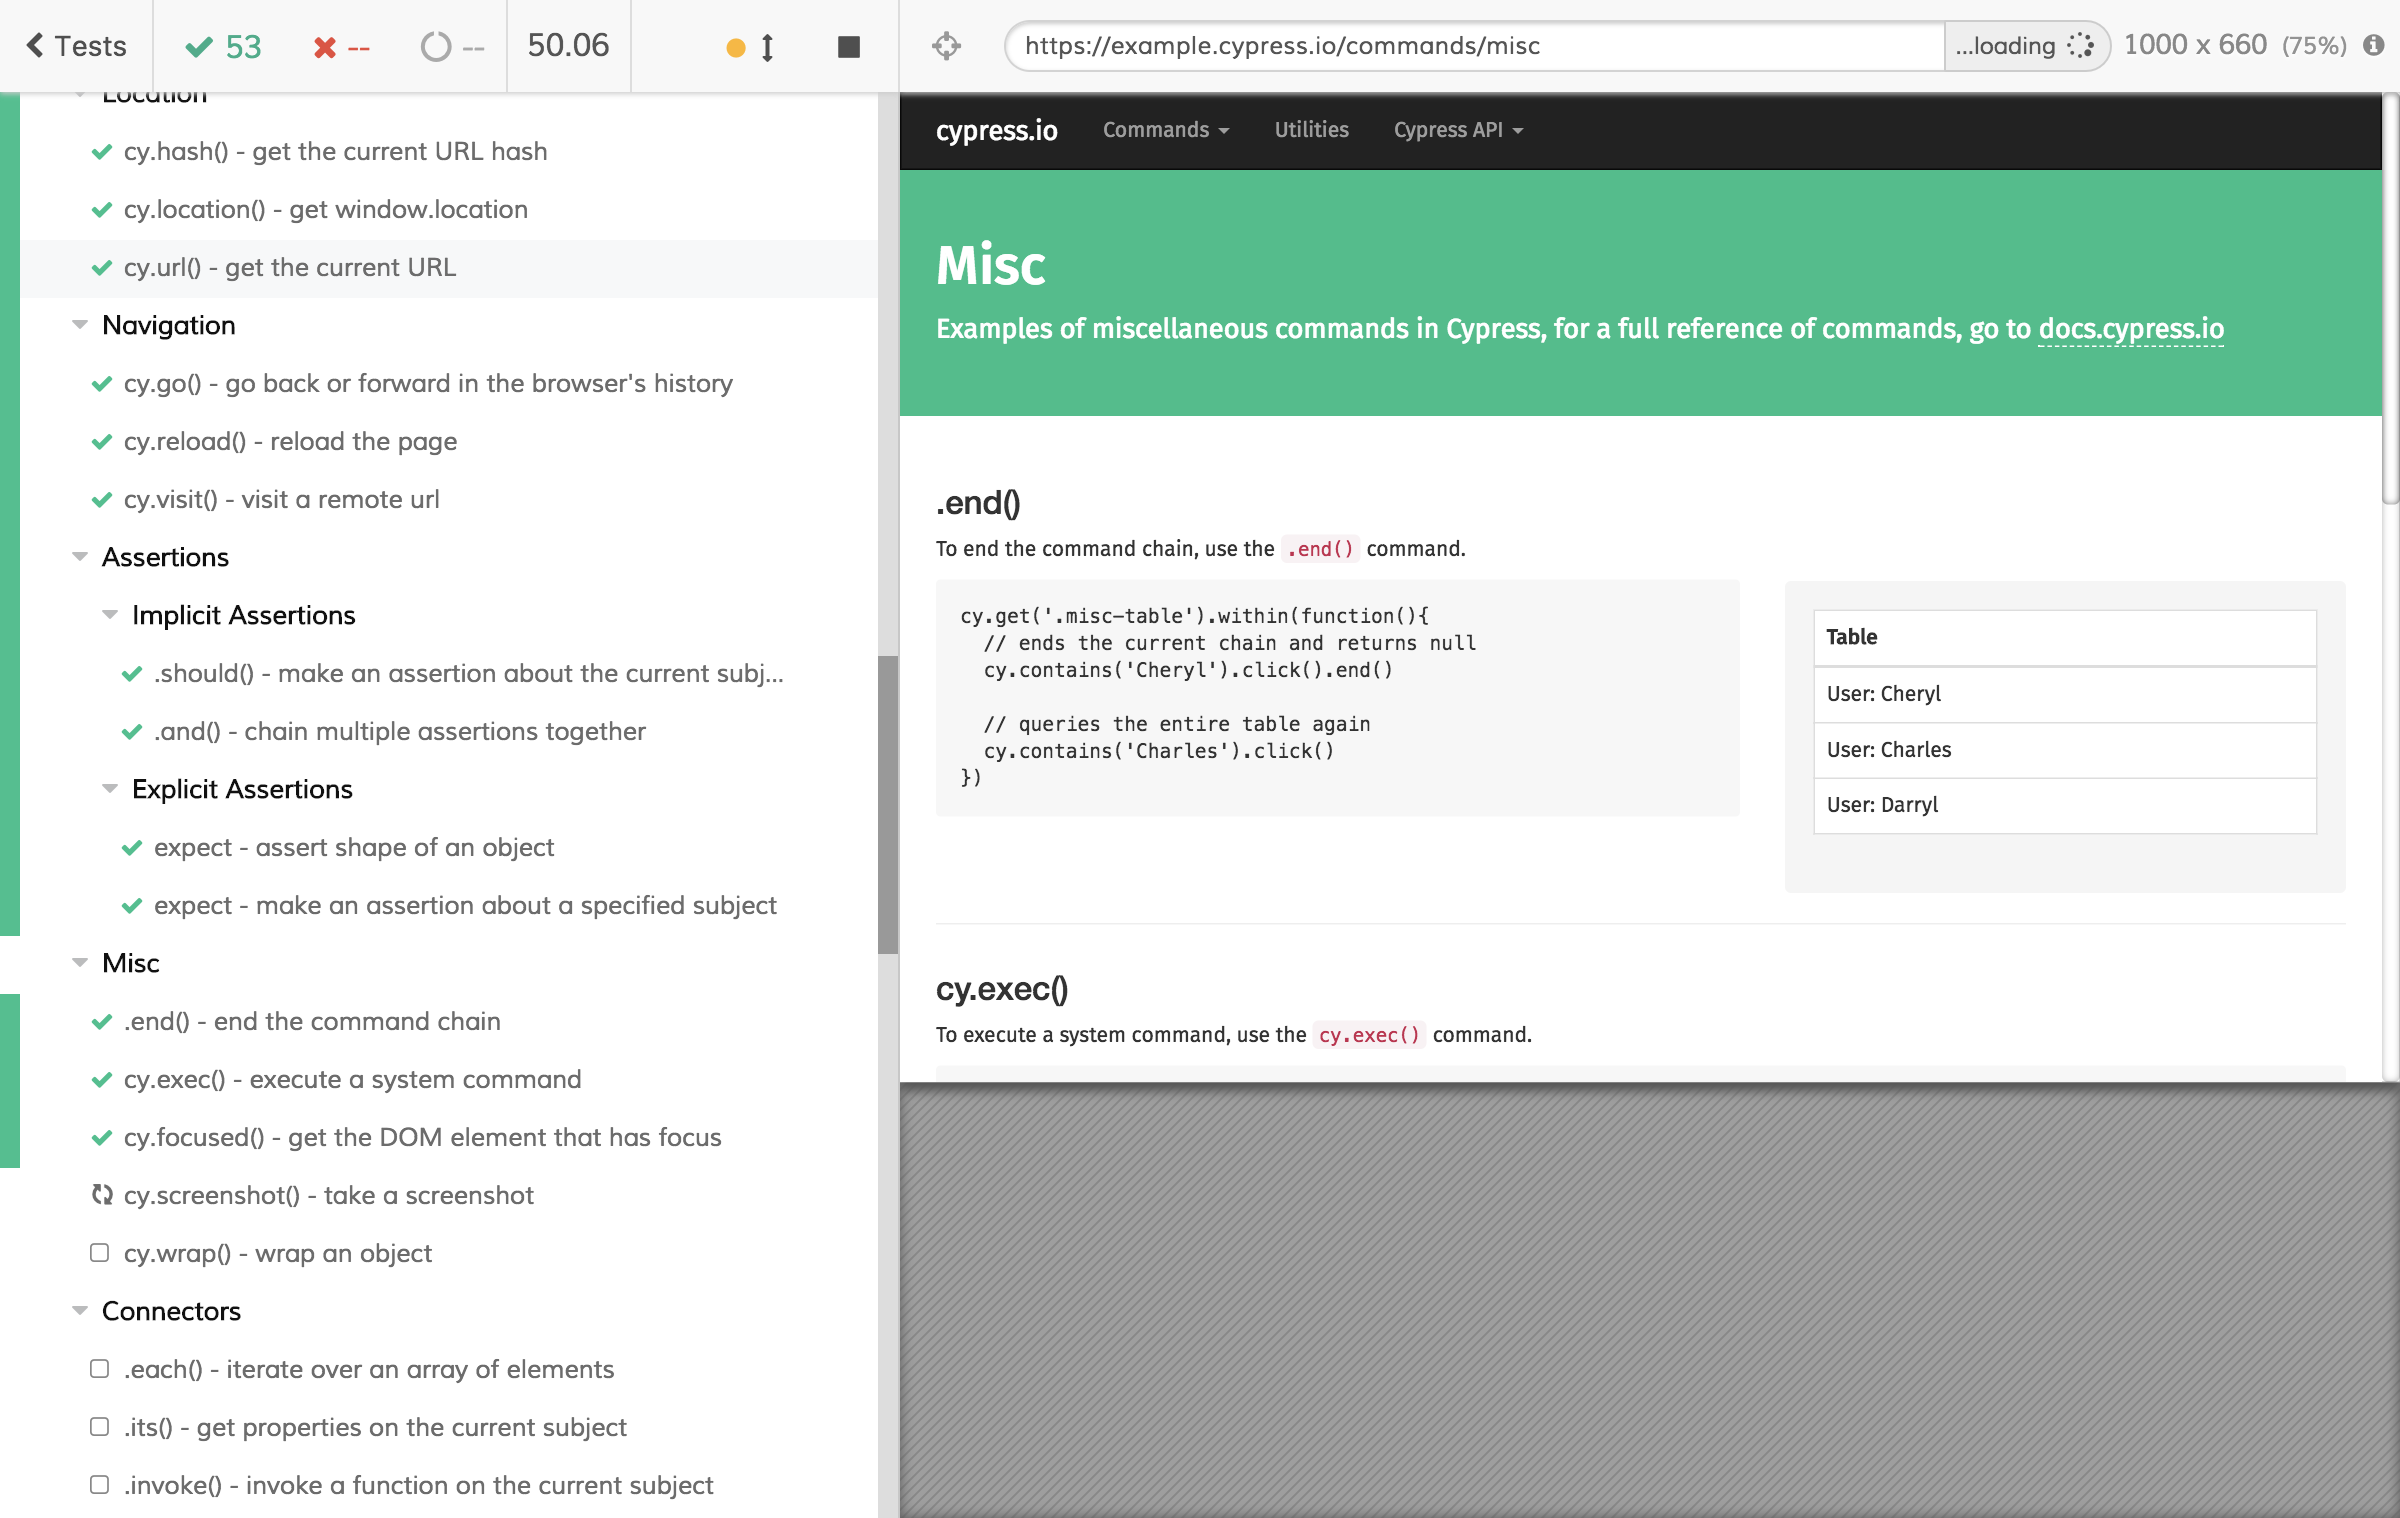 Tests
53
--
--
50.06
https://example.cypress.io/commands/misc
...loading
1000 x 660 (75%)
Location
cy.hash() - get the current URL hash
cy.location() - get window.location
cy.url() - get the current URL
Navigation
cy.go() - go back or forward in the browser's history
cy.reload() - reload the page
cy.visit() - visit a remote url
Assertions
Implicit Assertions
.should() - make an assertion about the current subj...
.and() - chain multiple assertions together
Explicit Assertions
expect - assert shape of an object
expect - make an assertion about a specified subject
Misc
.end() - end the command chain
cy.exec() - execute a system command
cy.focused() - get the DOM element that has focus
cy.screenshot() - take a screenshot
cy.wrap() - wrap an object
Connectors
.each() - iterate over an array of elements
.its() - get properties on the current subject
.invoke() - invoke a function on the current subject
cypress.io
Commands
Utilities
Cypress API
Misc
Examples of miscellaneous commands in Cypress, for a full reference of commands, go to docs.cypress.io
.end()
To end the command chain, use the .end() command.
cy.get('.misc-table').within(function(){
// ends the current chain and returns null
cy.contains('Cheryl').click().end()
// queries the entire table again
cy.contains('Charles').click()
})
Table
User: Cheryl
User: Charles
User: Darryl
cy.exec()
To execute a system command, use the cy.exec() command.